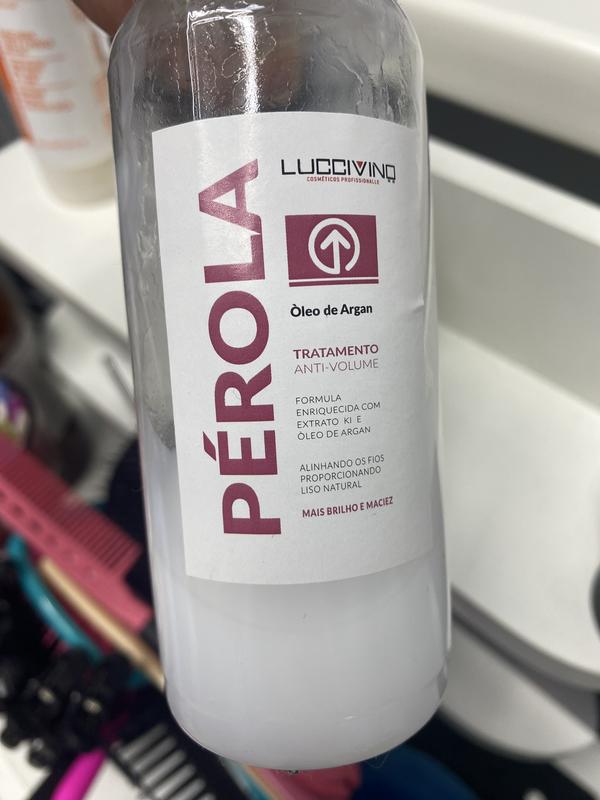 PÉROLA
LUCCIVINO
COSMÉTICOS PROFISSIONALLE
Òleo de Argan
TRATAMENTO
ANTI-VOLUME
FORMULA
ENRIQUECIDA COM
EXTRATO KI E
ÒLEO DE ARGAN
ALINHANDO OS FIOS
PROPORCIONANDO
LISO NATURAL
MAIS BRILHO E MACIEZ